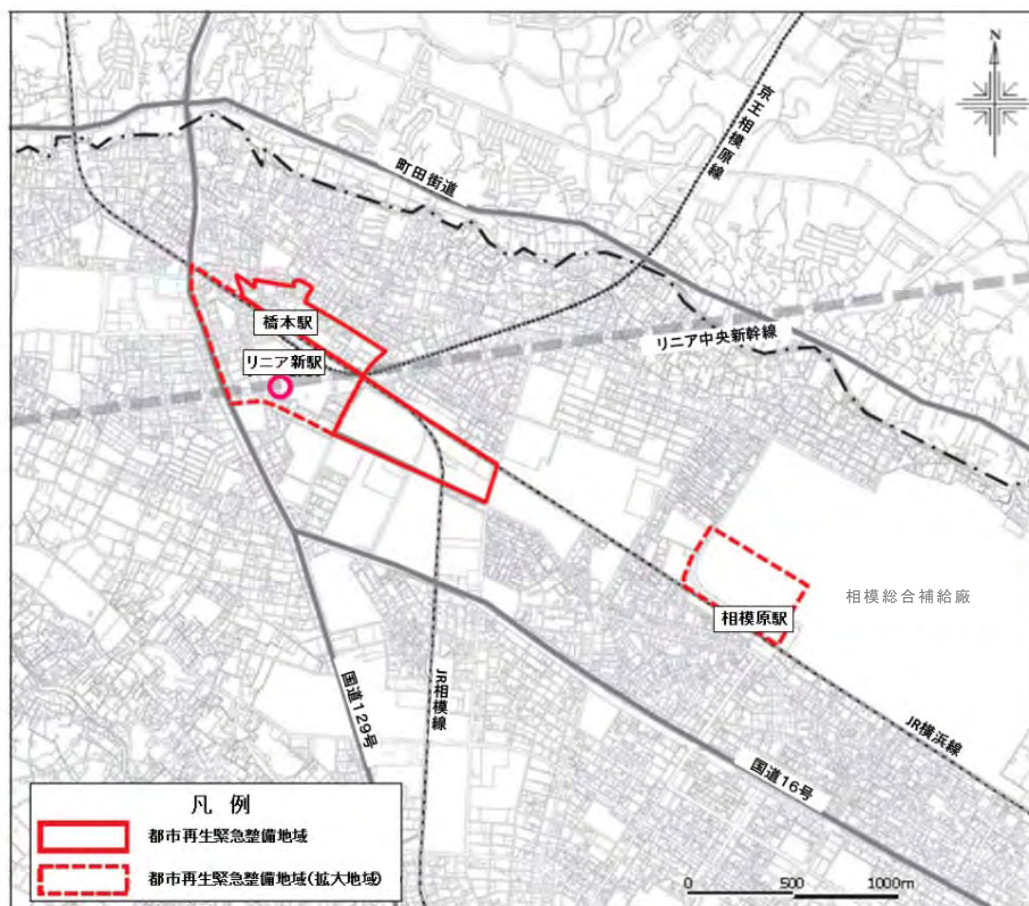 N
京王相模原線
町田街道
橋本駅
リニア中央新幹線
リニア新駅
相模総合補給廠
相模原駅
JR相模線
国道129号
JR横浜線
国道16号
凡 例
都市再生緊急整備地域
都市再生緊急整備地域(拡大地域)
0 500 1000m